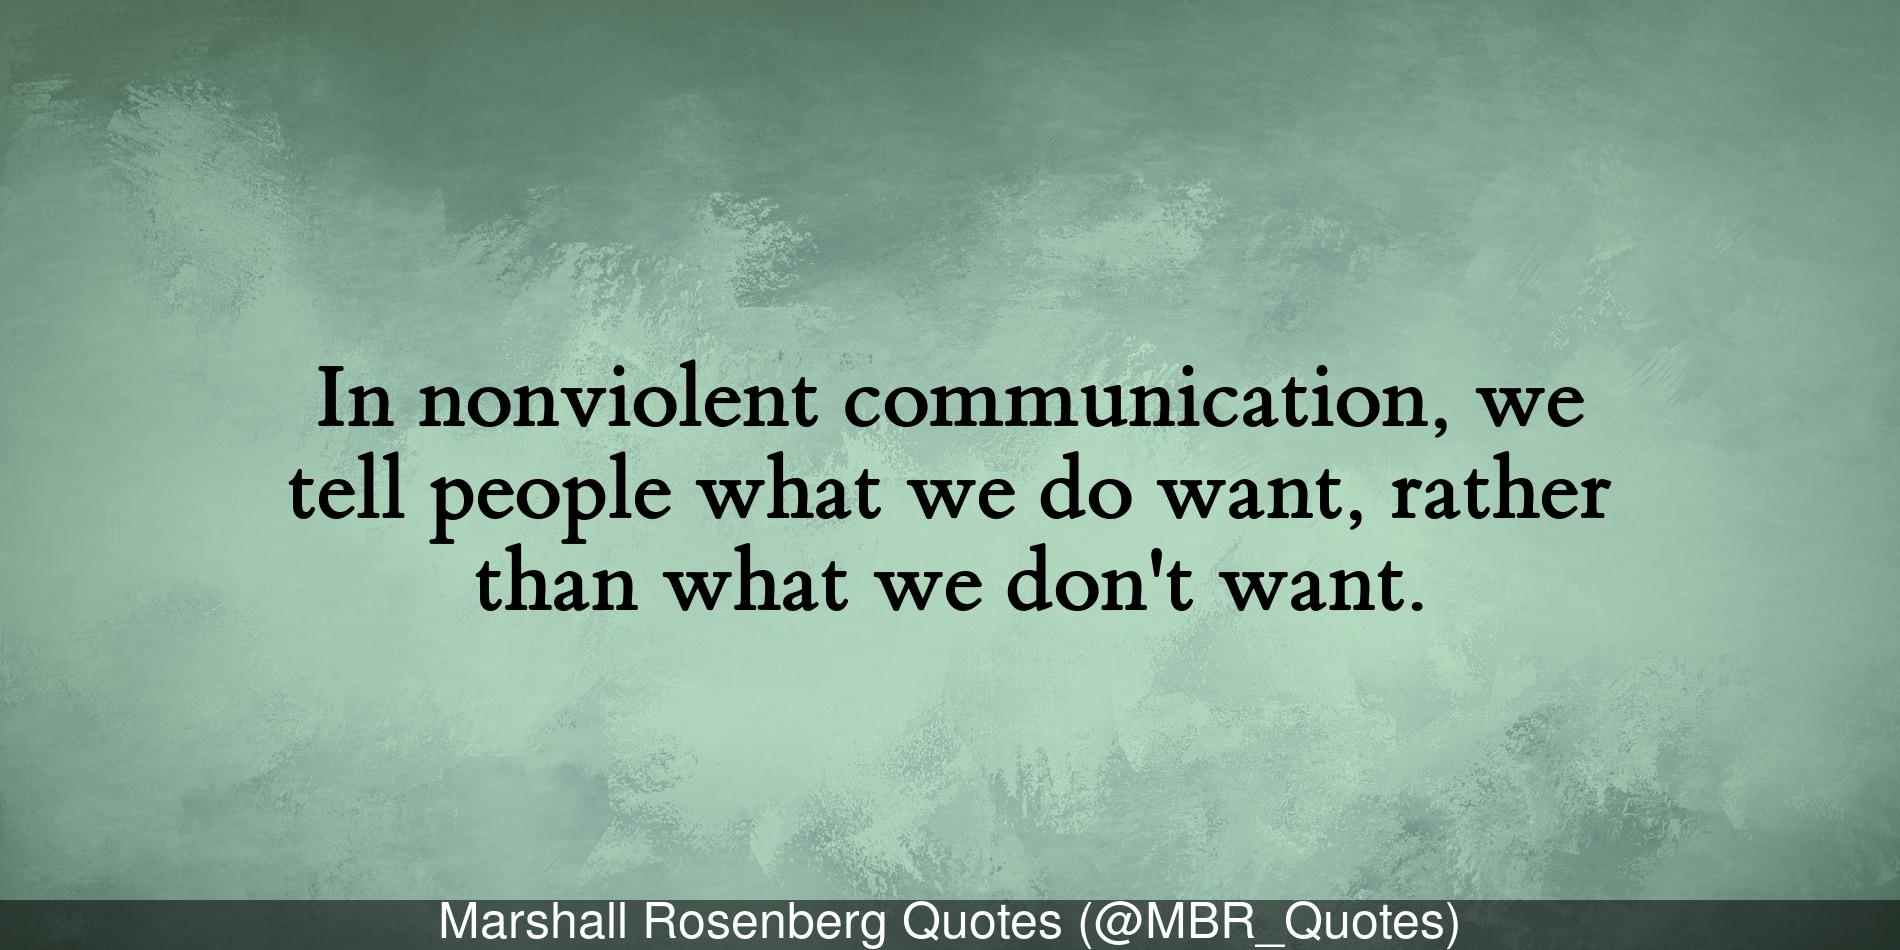 In nonviolent communication, we
tell people what we do want, rather
than what we don't want.
Marshall Rosenberg Quotes (@MBR_Quotes)